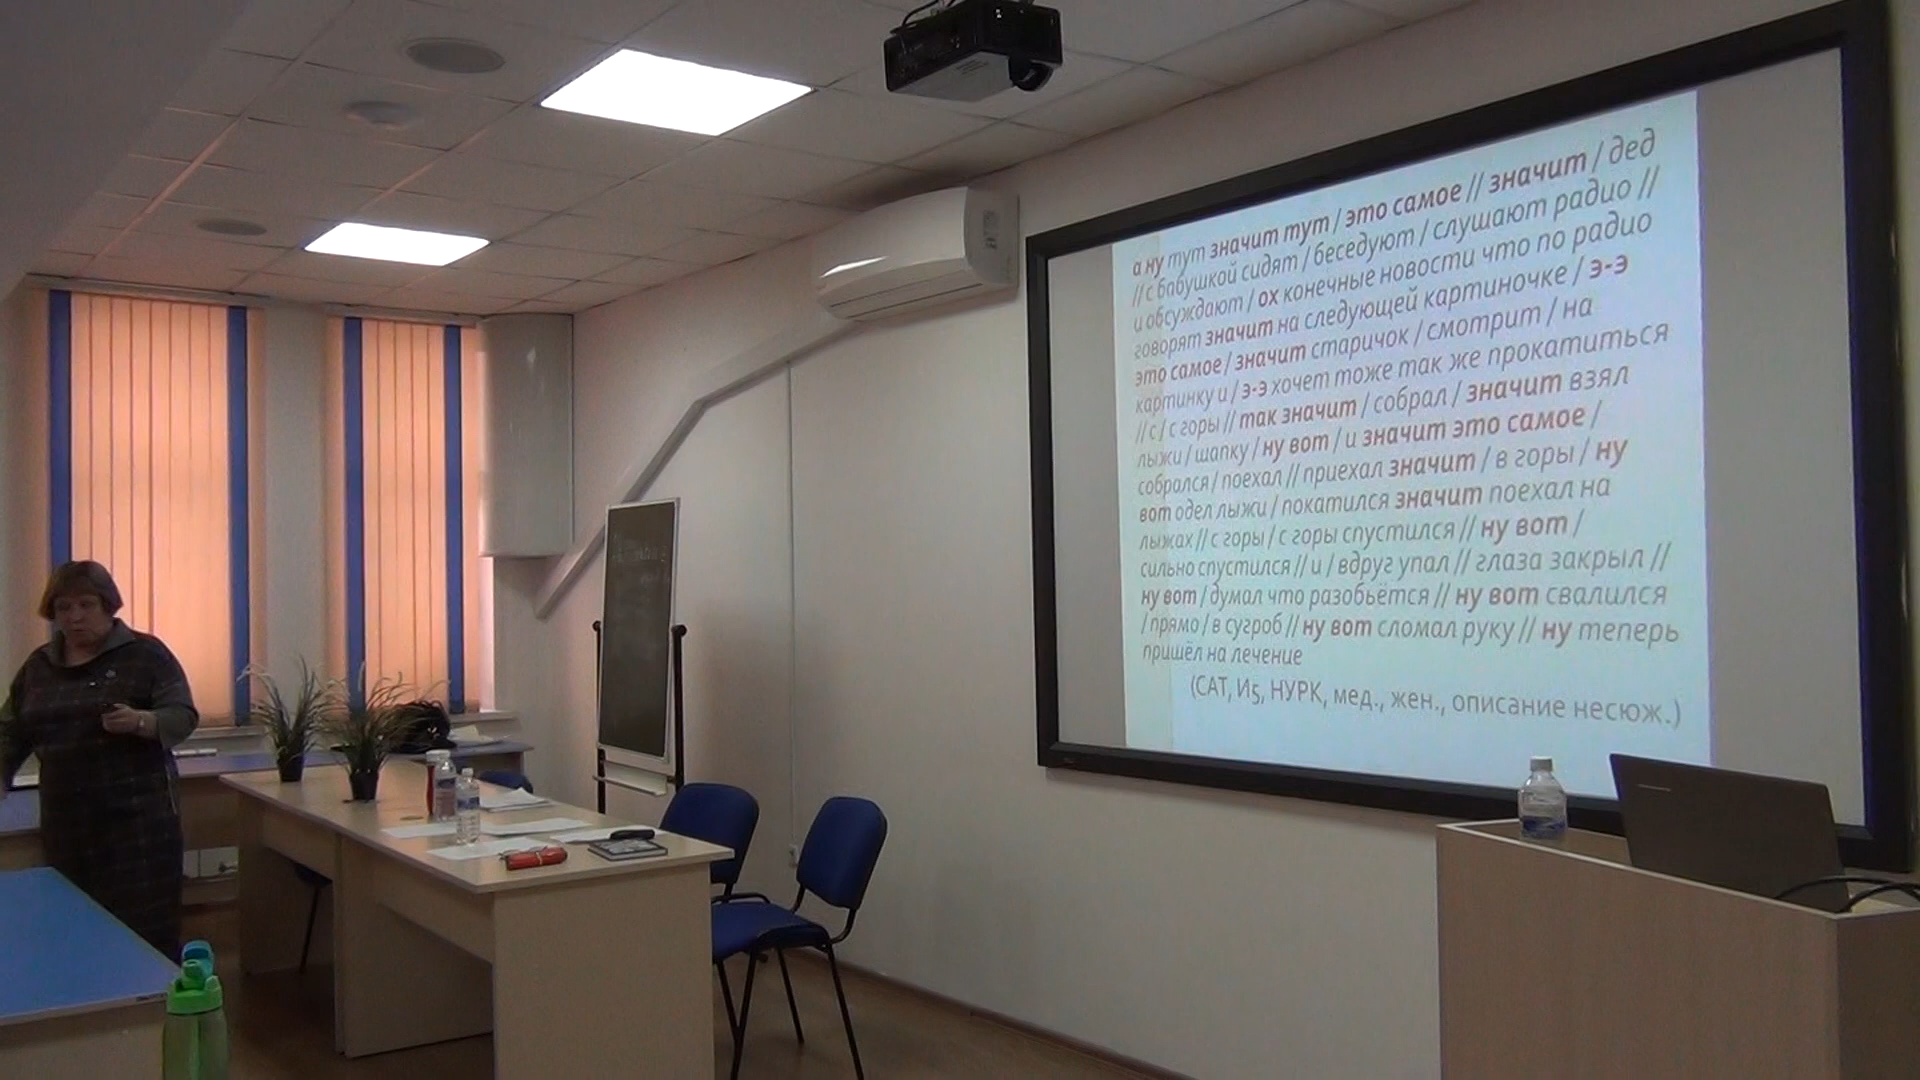 а ну тут значит тут / это самое // значит / дед
// с бабушкой сидят / беседуют / слушают радио //
и обсуждают / ох конечные новости что по радио
говорят значит на следующей картиночке / э-э
это самое / значит старичок / смотрит / на
картинку и / э-э хочет тоже так же прокатиться
// с / с горы // так значит / собрал / значит взял
лыжи / шапку / ну вот / и значит это самое /
собрался / поехал // приехал значит / в горы / ну
вот одел лыжи / покатился значит поехал на
лыжах // с горы / с горы спустился // ну вот /
сильно спустился // и / вдруг упал // глаза закрыл //
ну вот / думал что разобьётся // ну вот свалился
/ прямо / в сугроб // ну вот сломал руку // ну теперь
пришёл на лечение
(САТ, И5, НУРК, мед., жен., описание несюж.)